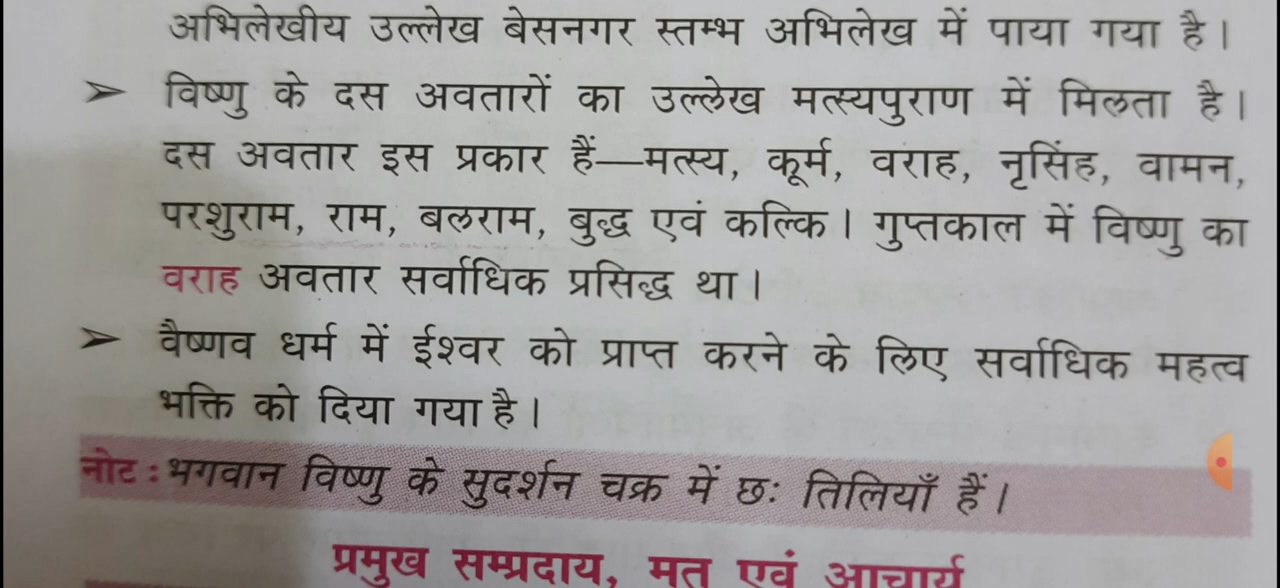 अभिलेखीय उल्लेख बेसनगर स्तम्भ अभिलेख में पाया गया है।
➢ विष्णु के दस अवतारों का उल्लेख मत्स्यपुराण में मिलता है।
दस अवतार इस प्रकार हैं—मत्स्य, कूर्म, वराह, नृसिंह, वामन,
परशुराम, राम, बलराम, बुद्ध एवं कल्कि। गुप्तकाल में विष्णु का
वराह अवतार सर्वाधिक प्रसिद्ध था।
➢ वैष्णव धर्म में ईश्वर को प्राप्त करने के लिए सर्वाधिक महत्व
भक्ति को दिया गया है।
नोट : भगवान विष्णु के सुदर्शन चक्र में छः तिलियाँ हैं।
प्रमुख सम्प्रदाय, मत एवं आचार्य